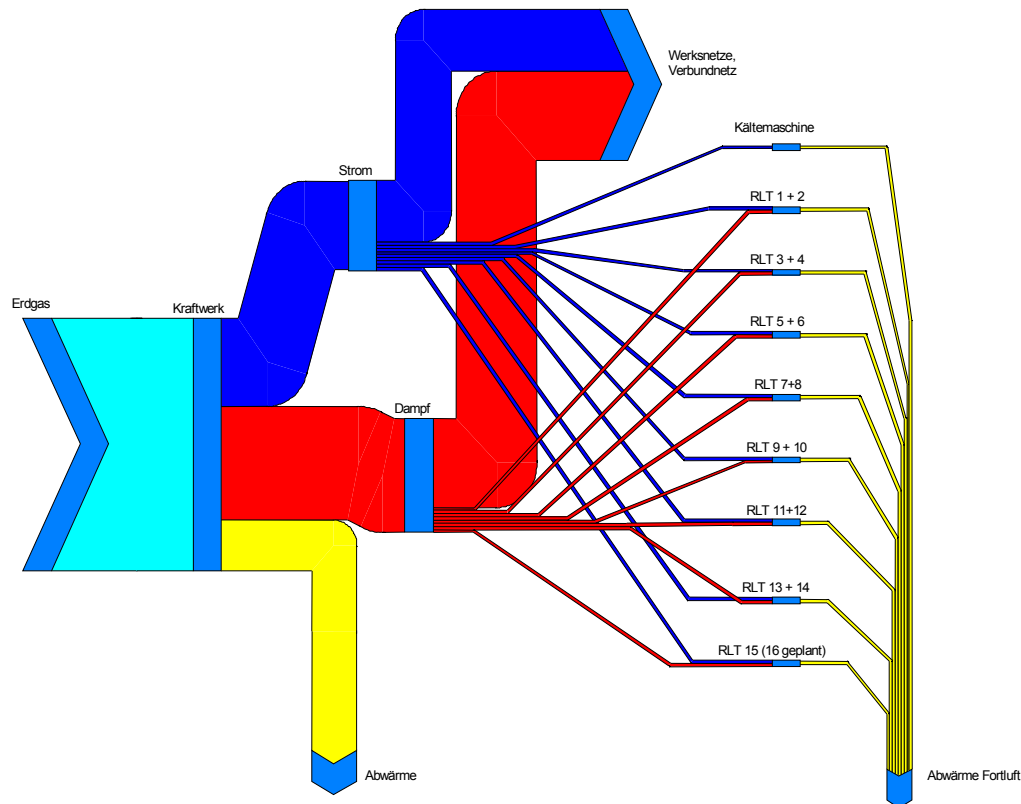 Werksnetze,
Verbundnetz
Kältemaschine
Strom
RLT 1 + 2
RLT 3 + 4
Erdgas
Kraftwerk
RLT 5 + 6
RLT 7+8
Dampf
RLT 9 + 10
RLT 11+12
RLT 13 + 14
RLT 15 (16 geplant)
Abwärme
Abwärme Fortluft